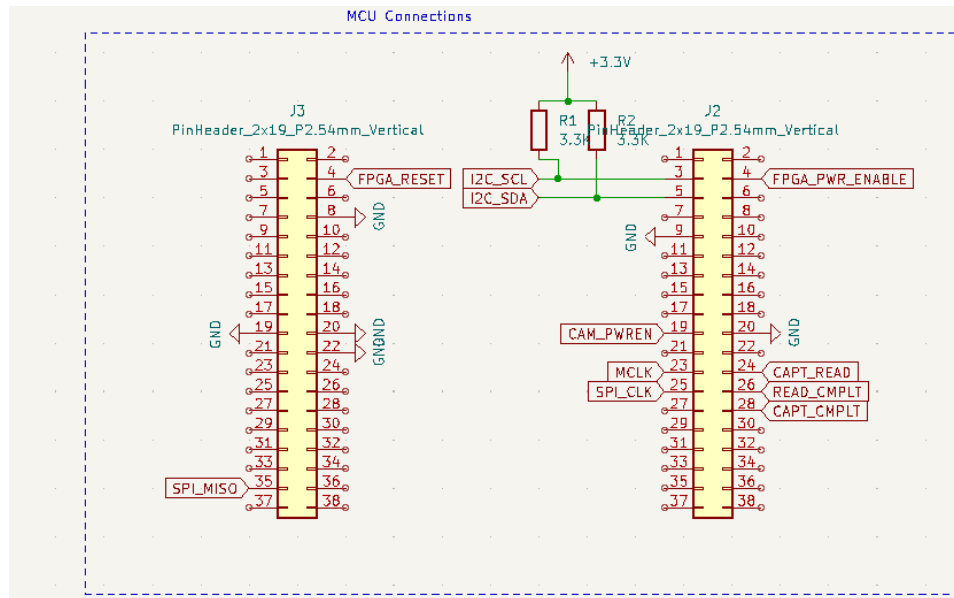 MCU Connections
+3.3V
J3
PinHeader_2x19_P2.54mm_Vertical
R1
3.3K
R2
3.3K
J2
PinHeader_2x19_P2.54mm_Vertical
1 2
3 4 FPGA_RESET
5 6
7 8 GND
9 10
11 12
13 14
15 16
17 18
GND 19 20 GND
21 22 GND
23 24
25 26
27 28
29 30
31 32
33 34
SPI_MISO 35 36
37 38
1 2
I2C_SCL 3 4 FPGA_PWR_ENABLE
I2C_SDA 5 6
7 8
GND 9 10
11 12
13 14
15 16
17 18
CAM_PWREN 19 20 GND
21 22
MCLK 23 24 CAPT_READ
SPI_CLK 25 26 READ_CMPLT
27 28 CAPT_CMPLT
29 30
31 32
33 34
35 36
37 38